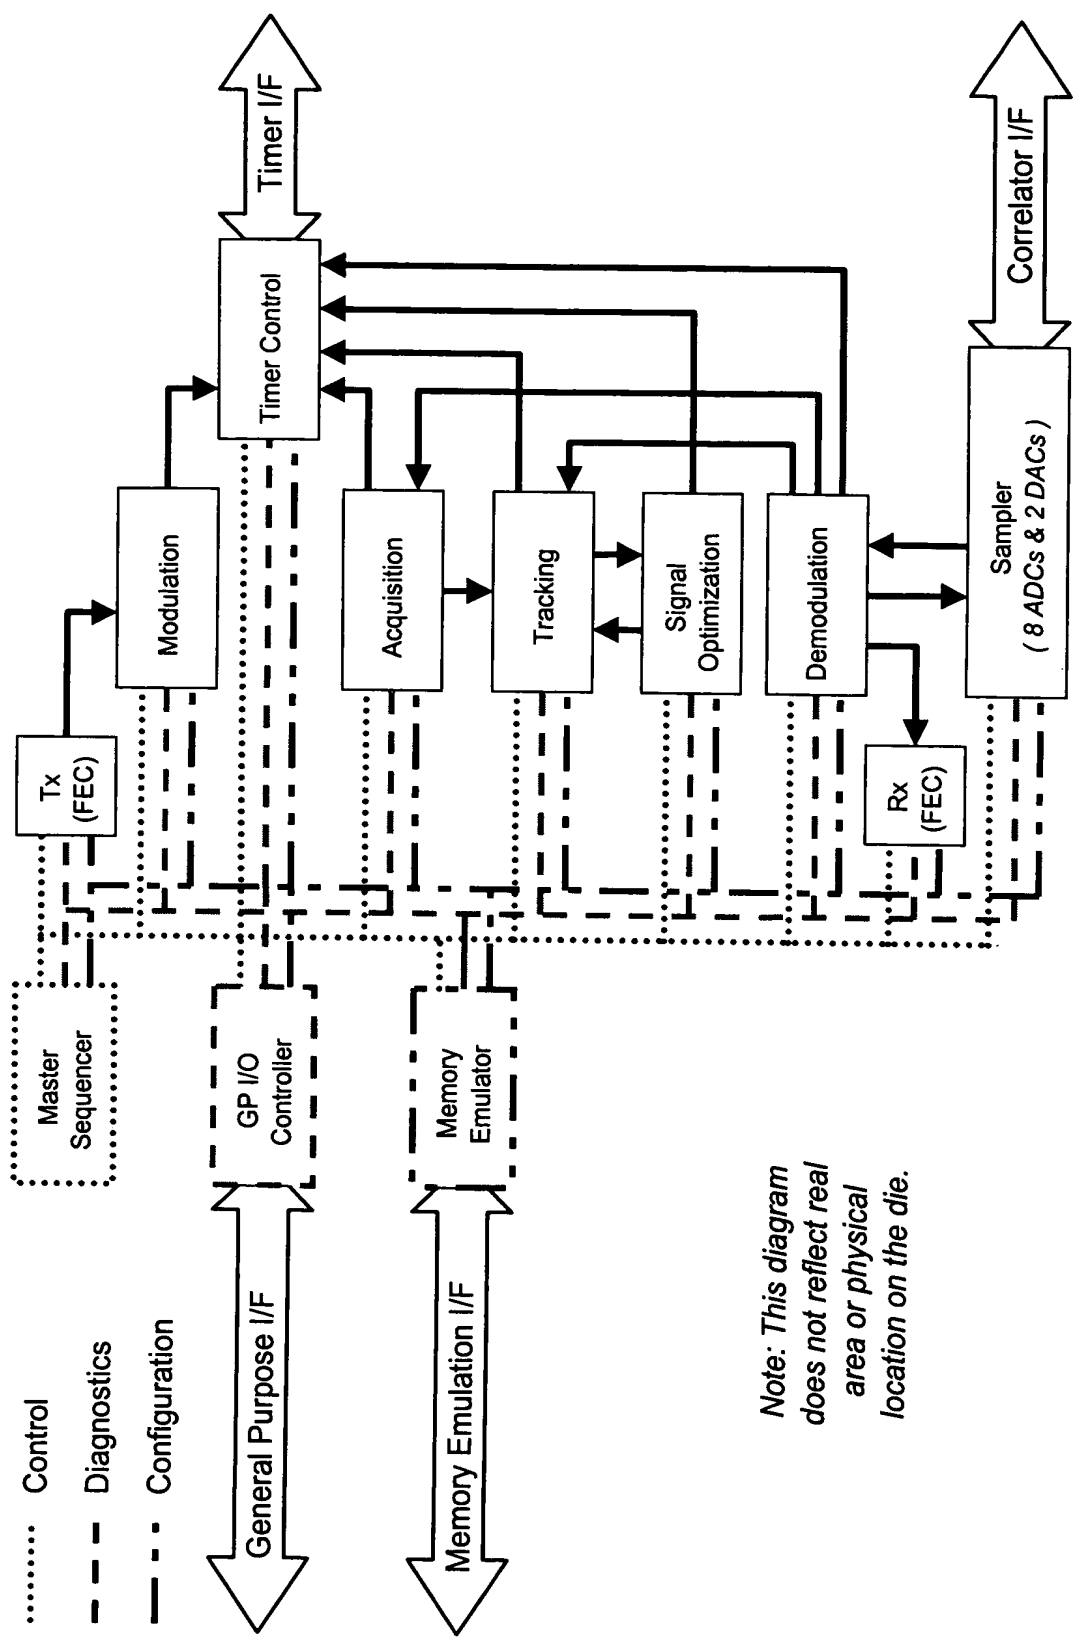 Control
Diagnostics
Configuration
General Purpose I/F
Memory Emulation I/F
Master
Sequencer
GP I/O
Controller
Memory
Emulator
Note: This diagram
does not reflect real
area or physical
location on the die.
Tx
(FEC)
Modulation
Timer Control
Timer I/F
Acquisition
Tracking
Signal
Optimization
Demodulation
Rx
(FEC)
Sampler
( 8 ADCs & 2 DACs )
Correlator I/F